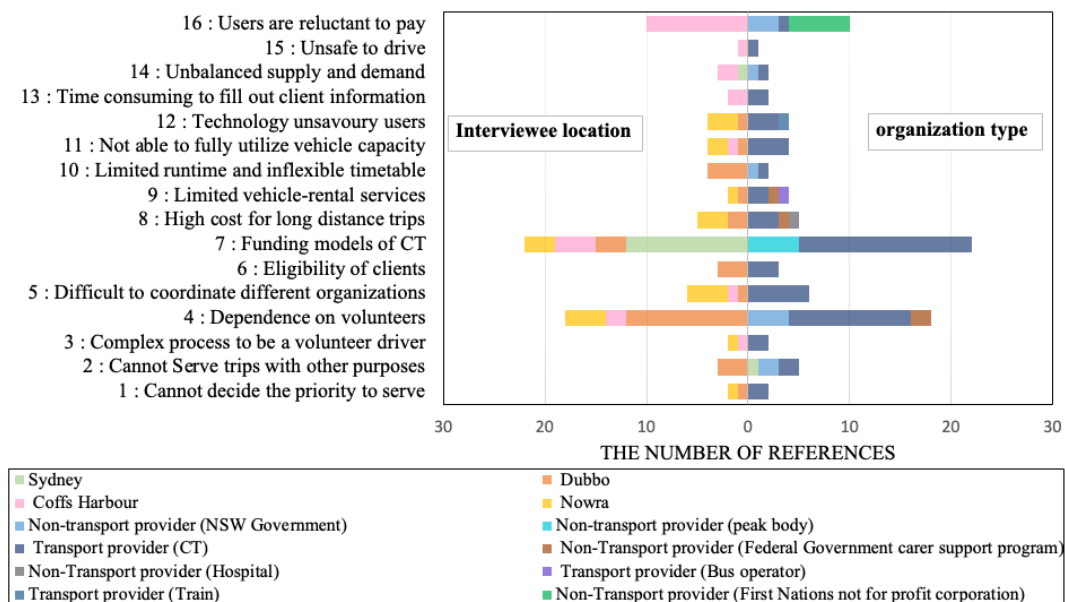 16 : Users are reluctant to pay
15 : Unsafe to drive
14 : Unbalanced supply and demand
13 : Time consuming to fill out client information
12 : Technology unsavoury users
Interviewee location
organization type
11 : Not able to fully utilize vehicle capacity
10 : Limited runtime and inflexible timetable
9 : Limited vehicle-rental services
8 : High cost for long distance trips
7 : Funding models of CT
6 : Eligibility of clients
5 : Difficult to coordinate different organizations
4 : Dependence on volunteers
3 : Complex process to be a volunteer driver
2 : Cannot Serve trips with other purposes
1 : Cannot decide the priority to serve
30 20 10 0 10 20 30
THE NUMBER OF REFERENCES
Sydney
Dubbo
Coffs Harbour
Nowra
Non-transport provider (NSW Government)
Non-transport provider (peak body)
Transport provider (CT)
Non-Transport provider (Federal Government carer support program)
Non-Transport provider (Hospital)
Transport provider (Bus operator)
Transport provider (Train)
Non-Transport provider (First Nations not for profit corporation)